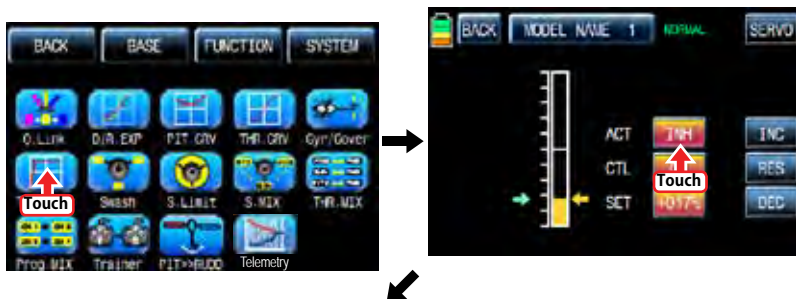 BACK BASE FUNCTION SYSTEM
Q.Link D/R.EXP PIT CRV THR.CRV Gyr/Gover
Touch Swash S.Limit S.MIX THR.MIX
Prog.MIX Trainer PIT>>RUDD Telemetry
BACK MODEL NAME 1 NORMAL SERVO
ACT INH INC
CTL Touch RES
SET +017% DEC